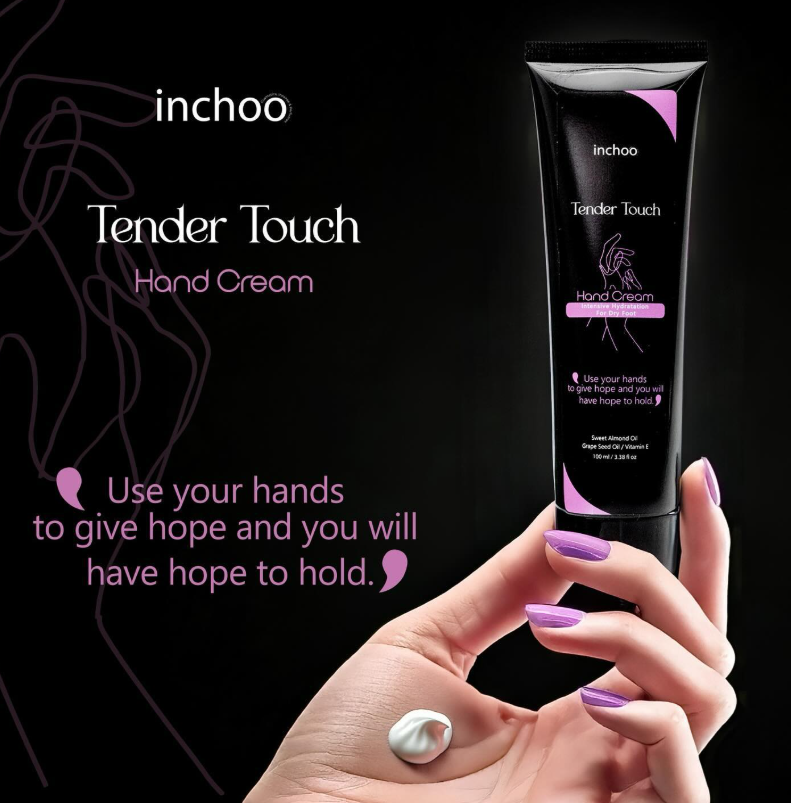 inchoo
Tender Touch
Hand Cream
Use your hands
to give hope and you will
have hope to hold.
inchoo
Tender Touch
Hand Cream
Intensive Hydratation
For Dry Foot
Use your hands
to give hope and you will
have hope to hold.
Sweet Almond Oil
Grape Seed Oil / Vitamin E
100 ml / 3.38 fl oz